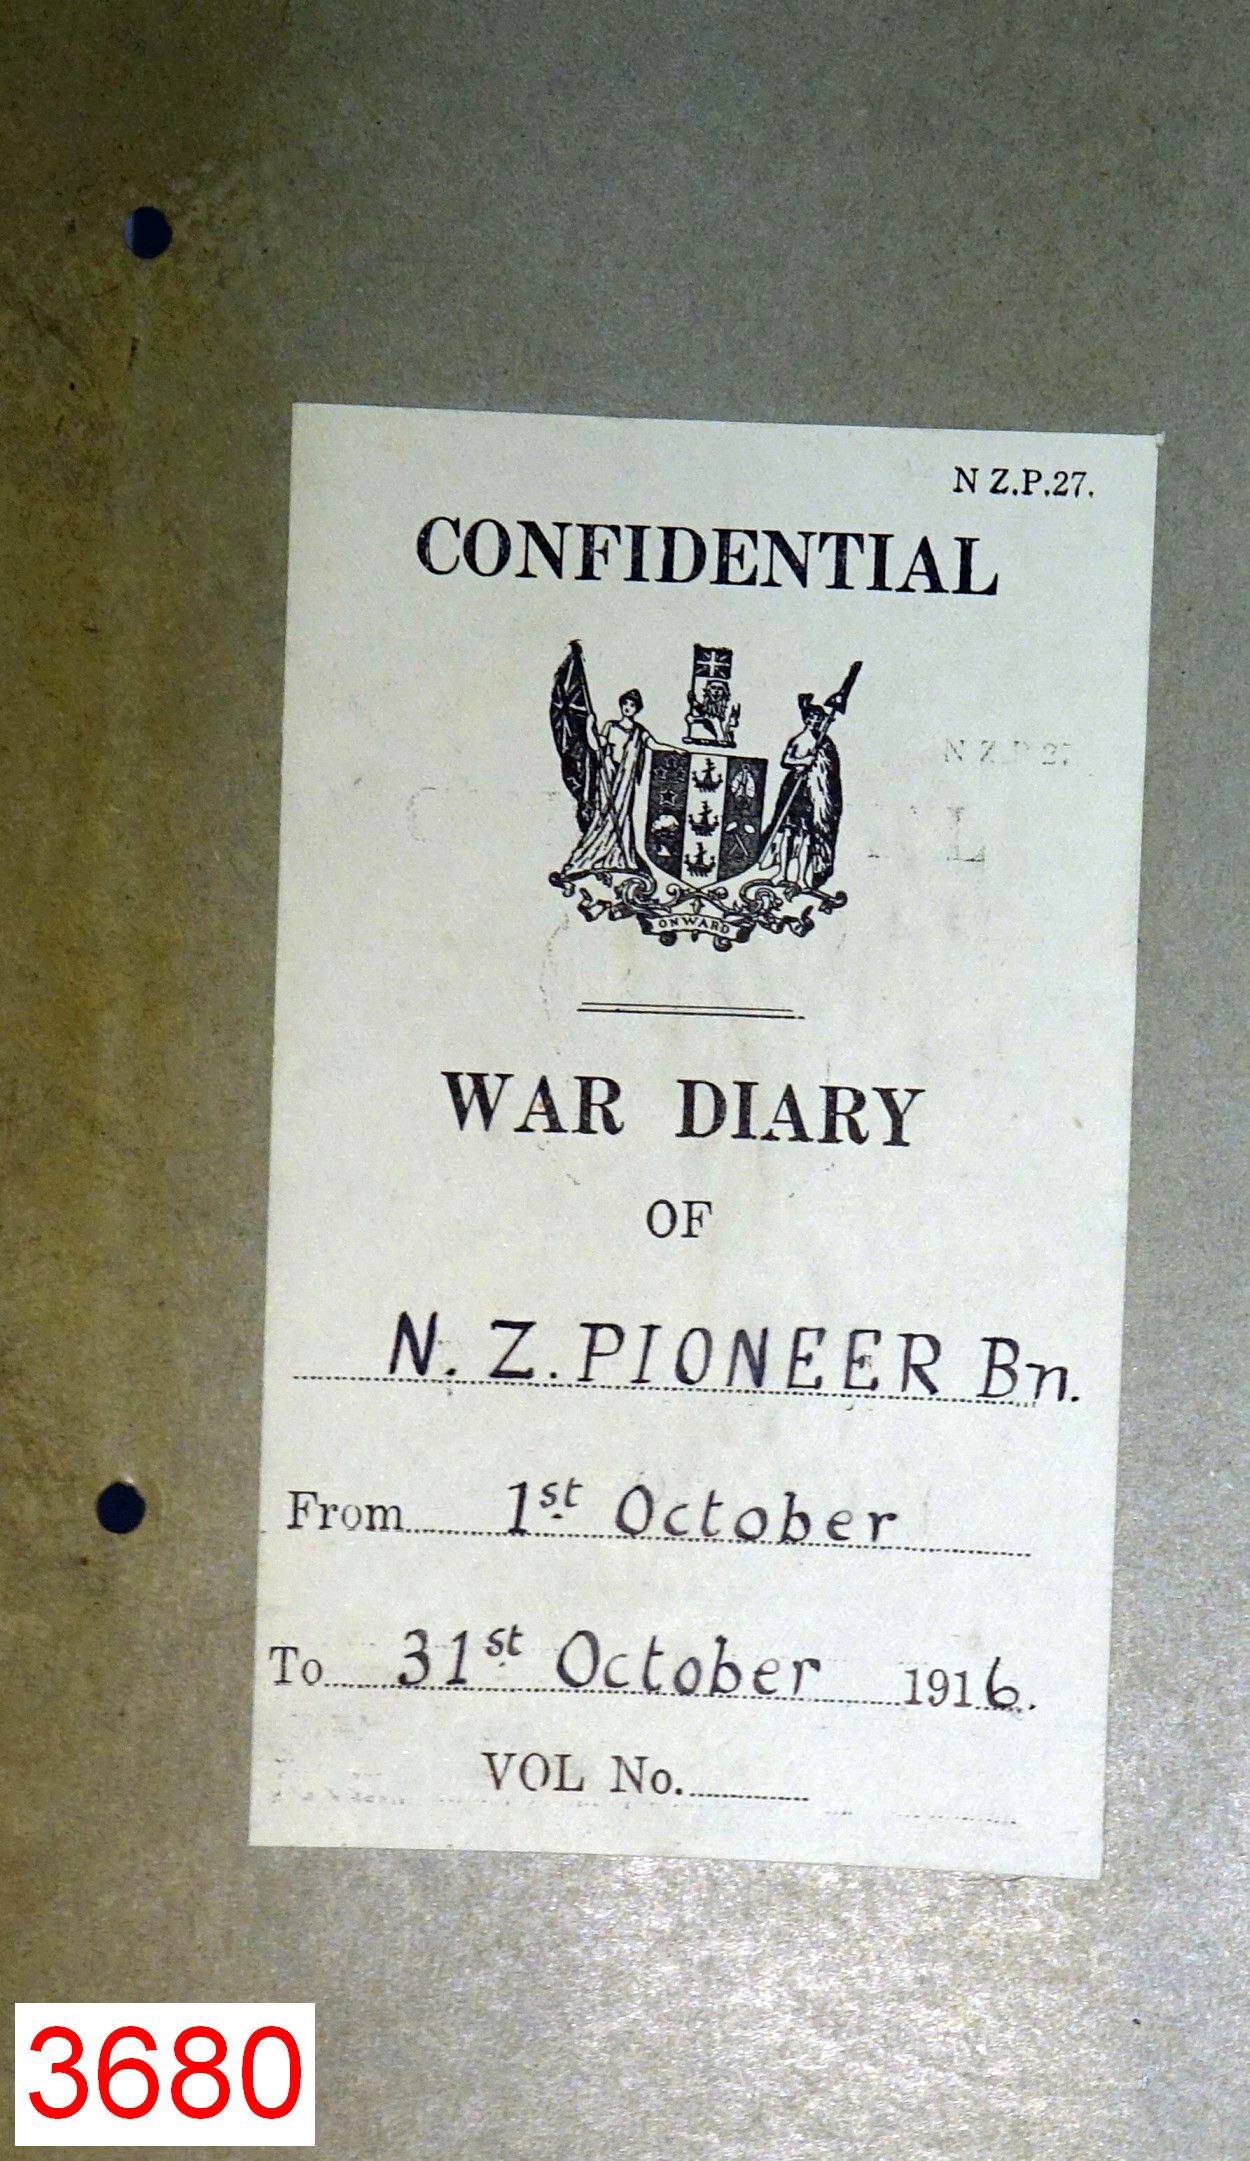 N Z.P.27.
CONFIDENTIAL
ONWARD
WAR DIARY
OF
N. Z. PIONEER Bn.
From 1st October
To 31st October 1916.
VOL No.
3680